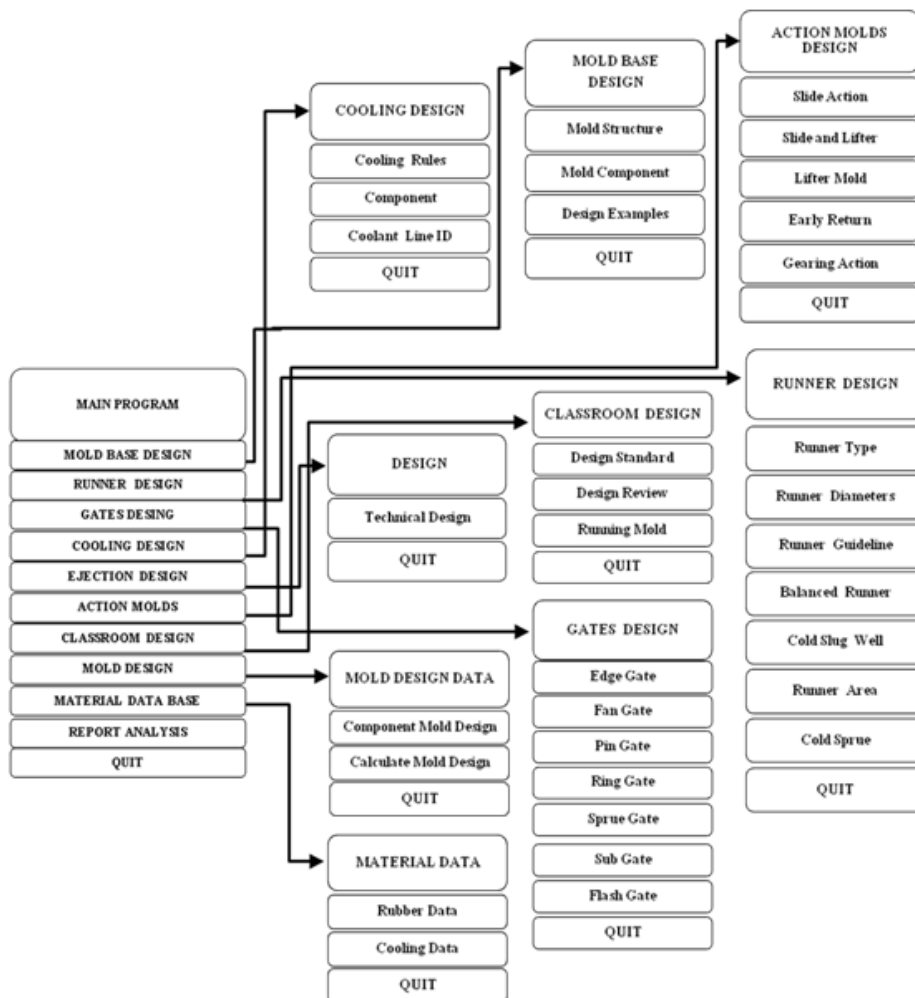 ACTION MOLDS
DESIGN
Slide Action
Slide and Lifter
Lifter Mold
Early Return
Gearing Action
QUIT
MOLD BASE
DESIGN
Mold Structure
Mold Component
Design Examples
QUIT
COOLING DESIGN
Cooling Rules
Component
Coolant Line ID
QUIT
MAIN PROGRAM
MOLD BASE DESIGN
RUNNER DESIGN
GATES DESING
COOLING DESIGN
EJECTION DESIGN
ACTION MOLDS
CLASSROOM DESIGN
MOLD DESIGN
MATERIAL DATA BASE
REPORT ANALYSIS
QUIT
DESIGN
Technical Design
QUIT
CLASSROOM DESIGN
Design Standard
Design Review
Running Mold
QUIT
RUNNER DESIGN
Runner Type
Runner Diameters
Runner Guideline
Balanced Runner
Cold Slug Well
Runner Area
Cold Sprue
QUIT
GATES DESIGN
Edge Gate
Fan Gate
Pin Gate
Ring Gate
Sprue Gate
Sub Gate
Flash Gate
QUIT
MOLD DESIGN DATA
Component Mold Design
Calculate Mold Design
QUIT
MATERIAL DATA
Rubber Data
Cooling Data
QUIT